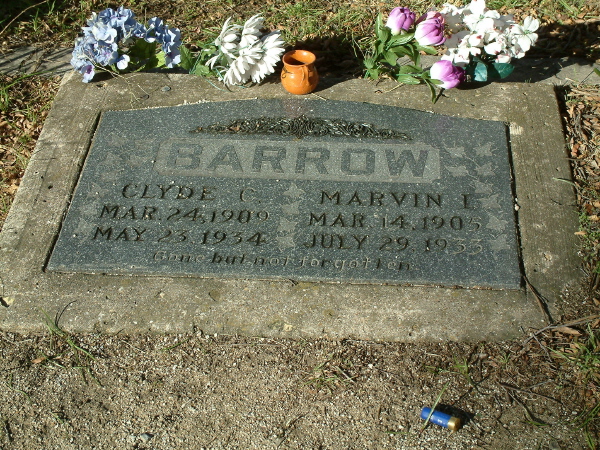 BARROW
CLYDE C. MARVIN I.
MAR. 24, 1909 MAR. 14, 1905
MAY 23, 1934 JULY 29, 1933
Gone but not forgotten